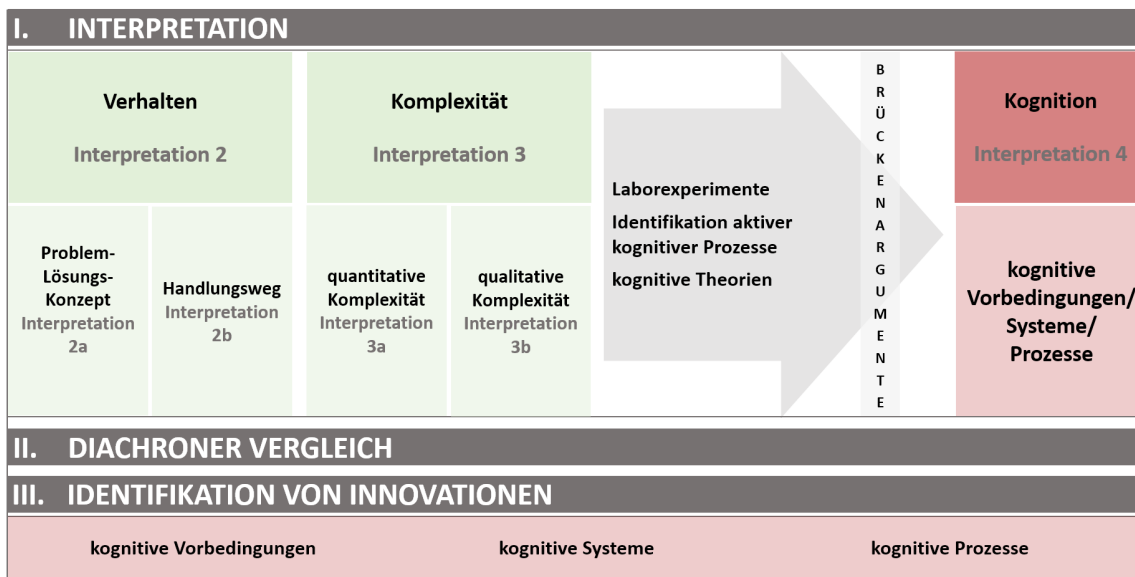 I. INTERPRETATION
Verhalten
Interpretation 2
Problem-
Lösungs-
Konzept
Interpretation
2a
Handlungsweg
Interpretation
2b
Komplexität
Interpretation 3
quantitative
Komplexität
Interpretation
3a
qualitative
Komplexität
Interpretation
3b
Laborexperimente
Identifikation aktiver
kognitiver Prozesse
kognitive Theorien
BRÜCKENARGUMENTE
Kognition
Interpretation 4
kognitive
Vorbedingungen/
Systeme/
Prozesse
II. DIACHRONER VERGLEICH
III. IDENTIFIKATION VON INNOVATIONEN
kognitive Vorbedingungen
kognitive Systeme
kognitive Prozesse